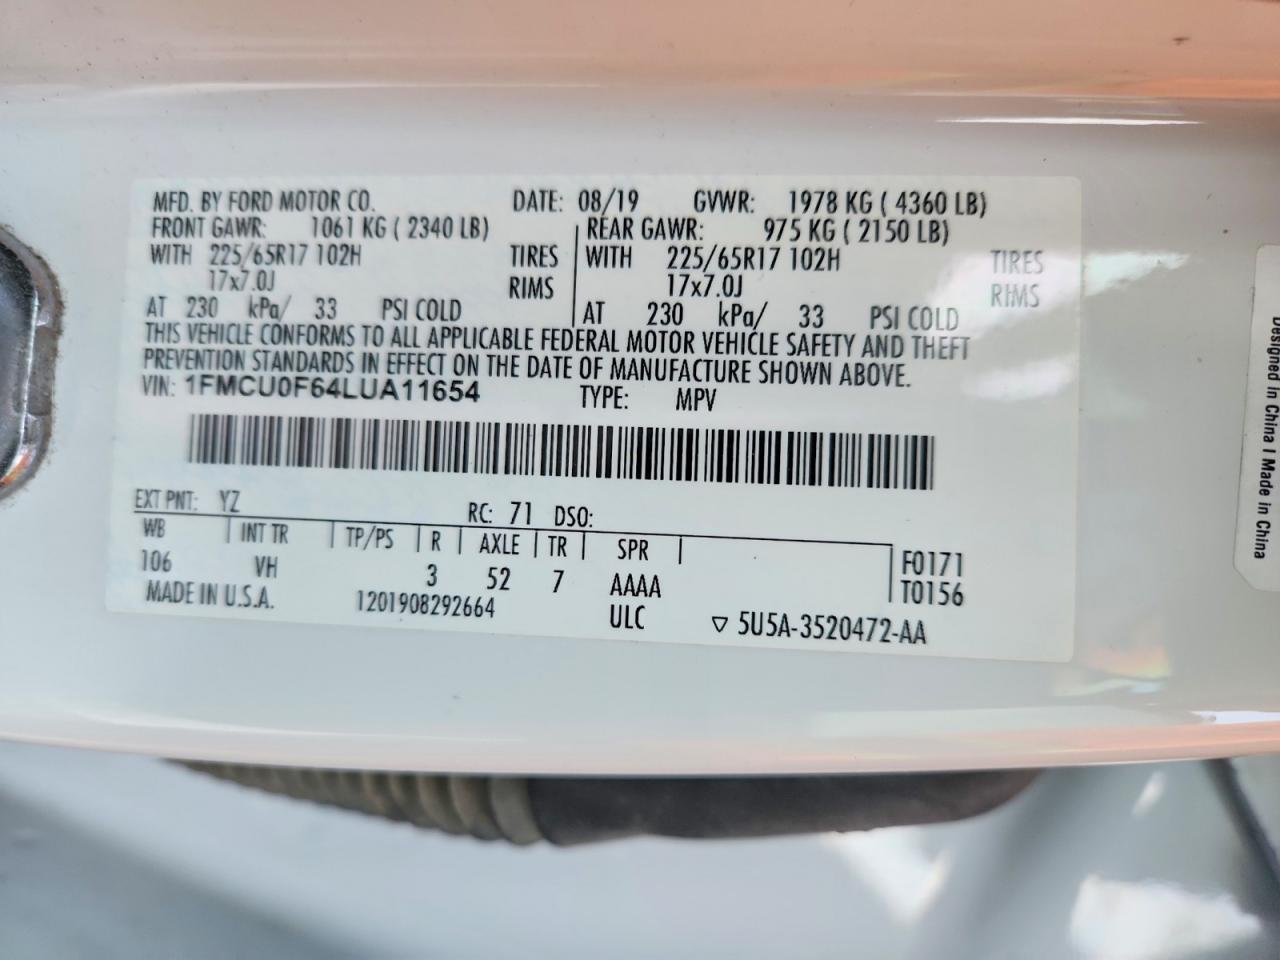 MFD. BY FORD MOTOR CO. DATE: 08/19 GVWR: 1978 KG ( 4360 LB)
FRONT GAWR: 1061 KG ( 2340 LB) REAR GAWR: 975 KG ( 2150 LB)
WITH 225/65R17 102H TIRES WITH 225/65R17 102H TIRES
17x7.0J RIMS 17x7.0J RIMS
AT 230 kPa/ 33 PSI COLD AT 230 kPa/ 33 PSI COLD
THIS VEHICLE CONFORMS TO ALL APPLICABLE FEDERAL MOTOR VEHICLE SAFETY AND THEFT
PREVENTION STANDARDS IN EFFECT ON THE DATE OF MANUFACTURE SHOWN ABOVE.
VIN: 1FMCU0F64LUA11654 TYPE: MPV
EXT PNT: YZ RC: 71 DSO:
WB INT TR TP/PS R AXLE TR SPR F0171
106 VH 3 52 7 AAAA T0156
MADE IN U.S.A. 1201908292664 ULC ▽ 5U5A-3520472-AA
Designed in China I Made in China